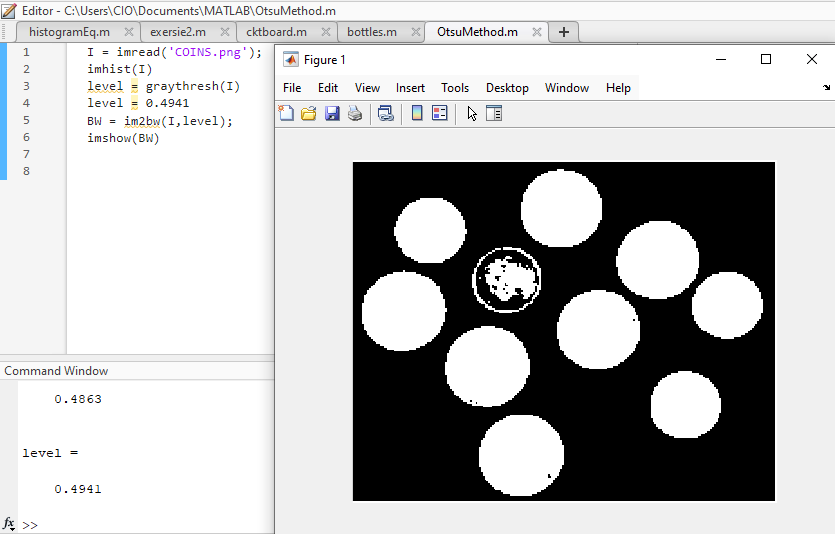 Editor - C:\Users\CIO\Documents\MATLAB\OtsuMethod.m
histogramEq.m exersie2.m cktboard.m bottles.m OtsuMethod.m
1 I = imread('COINS.png');
2 imhist(I)
3 level = graythresh(I)
4 level = 0.4941
5 BW = im2bw(I,level);
6 imshow(BW)
7
8
Figure 1
File Edit View Insert Tools Desktop Window Help
Command Window
0.4863
level =
0.4941
fx >>